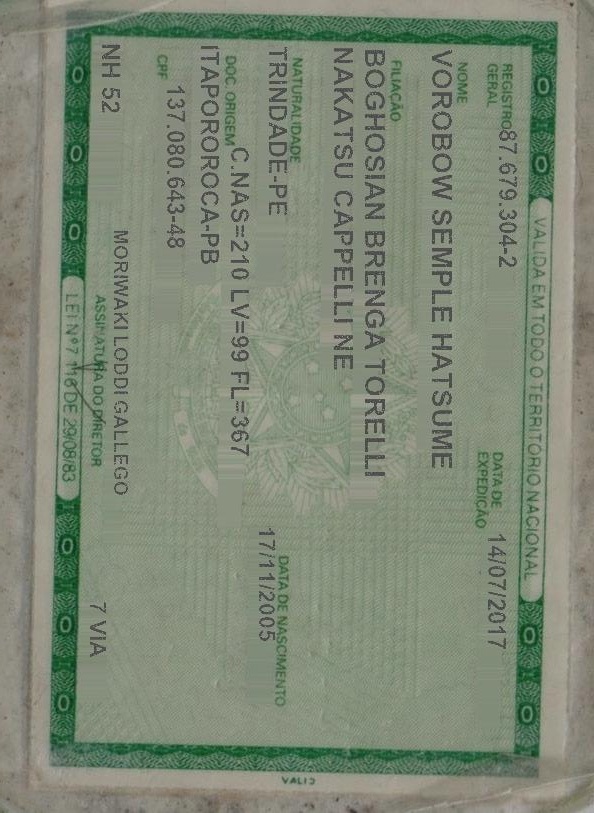 VALIDA EM TODO O TERRITÓRIO NACIONAL
REGISTRO GERAL 87.679.304-2 DATA DE EXPEDIÇÃO 14/07/2017
NOME
VOROBOW SEMPLE HATSUME
FILIAÇÃO
BOGHOSIAN BRENGA TORELLI
NAKATSU CAPPELLINE
NATURALIDADE DATA DE NASCIMENTO
TRINDADE-PE 17/11/2005
DOC. ORIGEM C.NAS=210 LV=99 FL=367
ITAPOROROCA-PB
CPF 137.080.643-48
NH 52 MORIWAKI LODDI GALLEGO 7 VIA
ASSINATURA DO DIRETOR
LEI Nº 7.116 DE 29/08/83
VALID